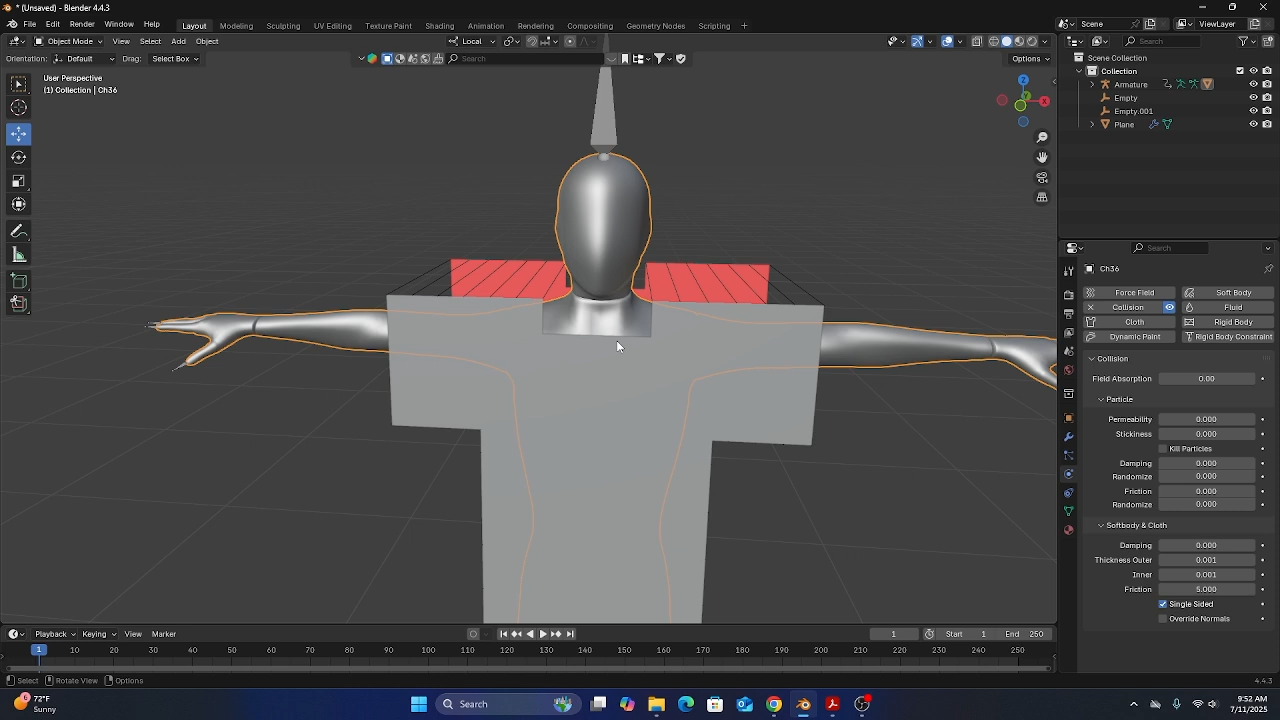 * (Unsaved) - Blender 4.4.3
File Edit Render Window Help Layout Modeling Sculpting UV Editing Texture Paint Shading Animation Rendering Compositing Geometry Nodes Scripting + Scene ViewLayer
Object Mode View Select Add Object Local Search
Orientation: Default Drag: Select Box Search Options
User Perspective
(1) Collection | Ch36
Z
X
Y
Scene Collection
Collection
Armature
Empty
Empty.001
Plane
Search
Ch36
Force Field Soft Body
Collision Fluid
Cloth Rigid Body
Dynamic Paint Rigid Body Constraint
Collision
Field Absorption 0.00
Particle
Permeability 0.000
Stickiness 0.000
Kill Particles
Damping 0.000
Randomize 0.000
Friction 0.000
Randomize 0.000
Softbody & Cloth
Damping 0.000
Thickness Outer 0.001
Inner 0.001
Friction 5.000
Single Sided
Override Normals
Playback Keying View Marker 1 Start 1 End 250
1 10 20 30 40 50 60 70 80 90 100 110 120 130 140 150 160 170 180 190 200 210 220 230 240 250
Select Rotate View Options 4.4.3
6 72°F
Sunny
Search
9:52 AM
7/11/2025